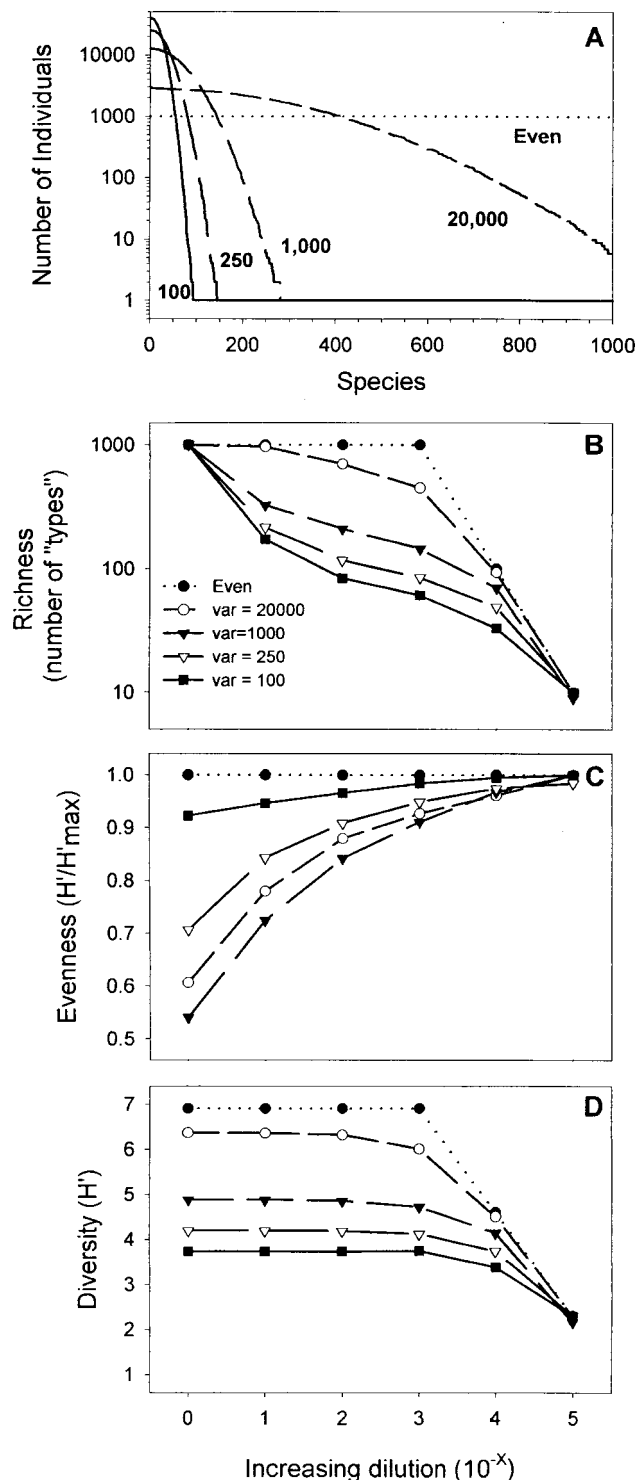 A
Number of Individuals
10000
1000
100
10
1
Even
20,000
1,000
250
100
0 200 400 600 800 1000
Species
B
Richness
(number of "types")
1000
100
10
Even
var = 20000
var=1000
var = 250
var = 100
C
Evenness (H'/H'max)
1.0
0.9
0.8
0.7
0.6
0.5
D
Diversity (H')
7
6
5
4
3
2
1
0 1 2 3 4 5
Increasing dilution (10^-X)